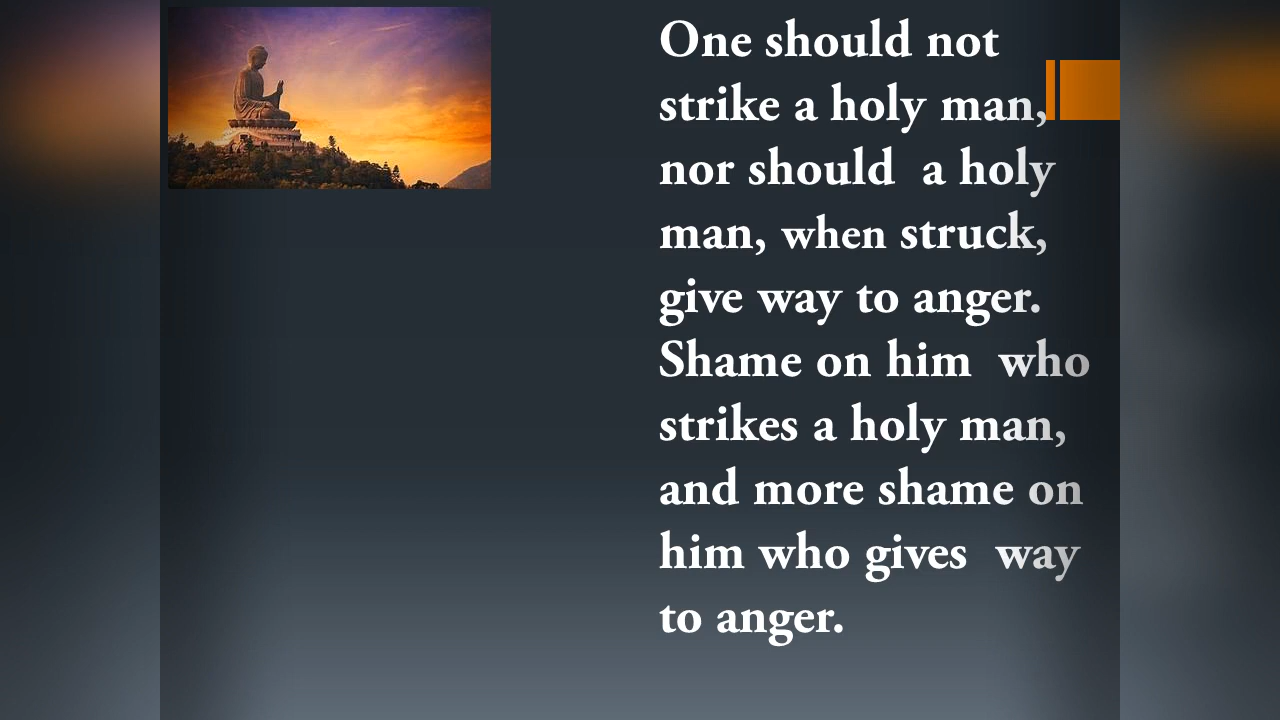 One should not
strike a holy man,
nor should a holy
man, when struck,
give way to anger.
Shame on him who
strikes a holy man,
and more shame on
him who gives way
to anger.